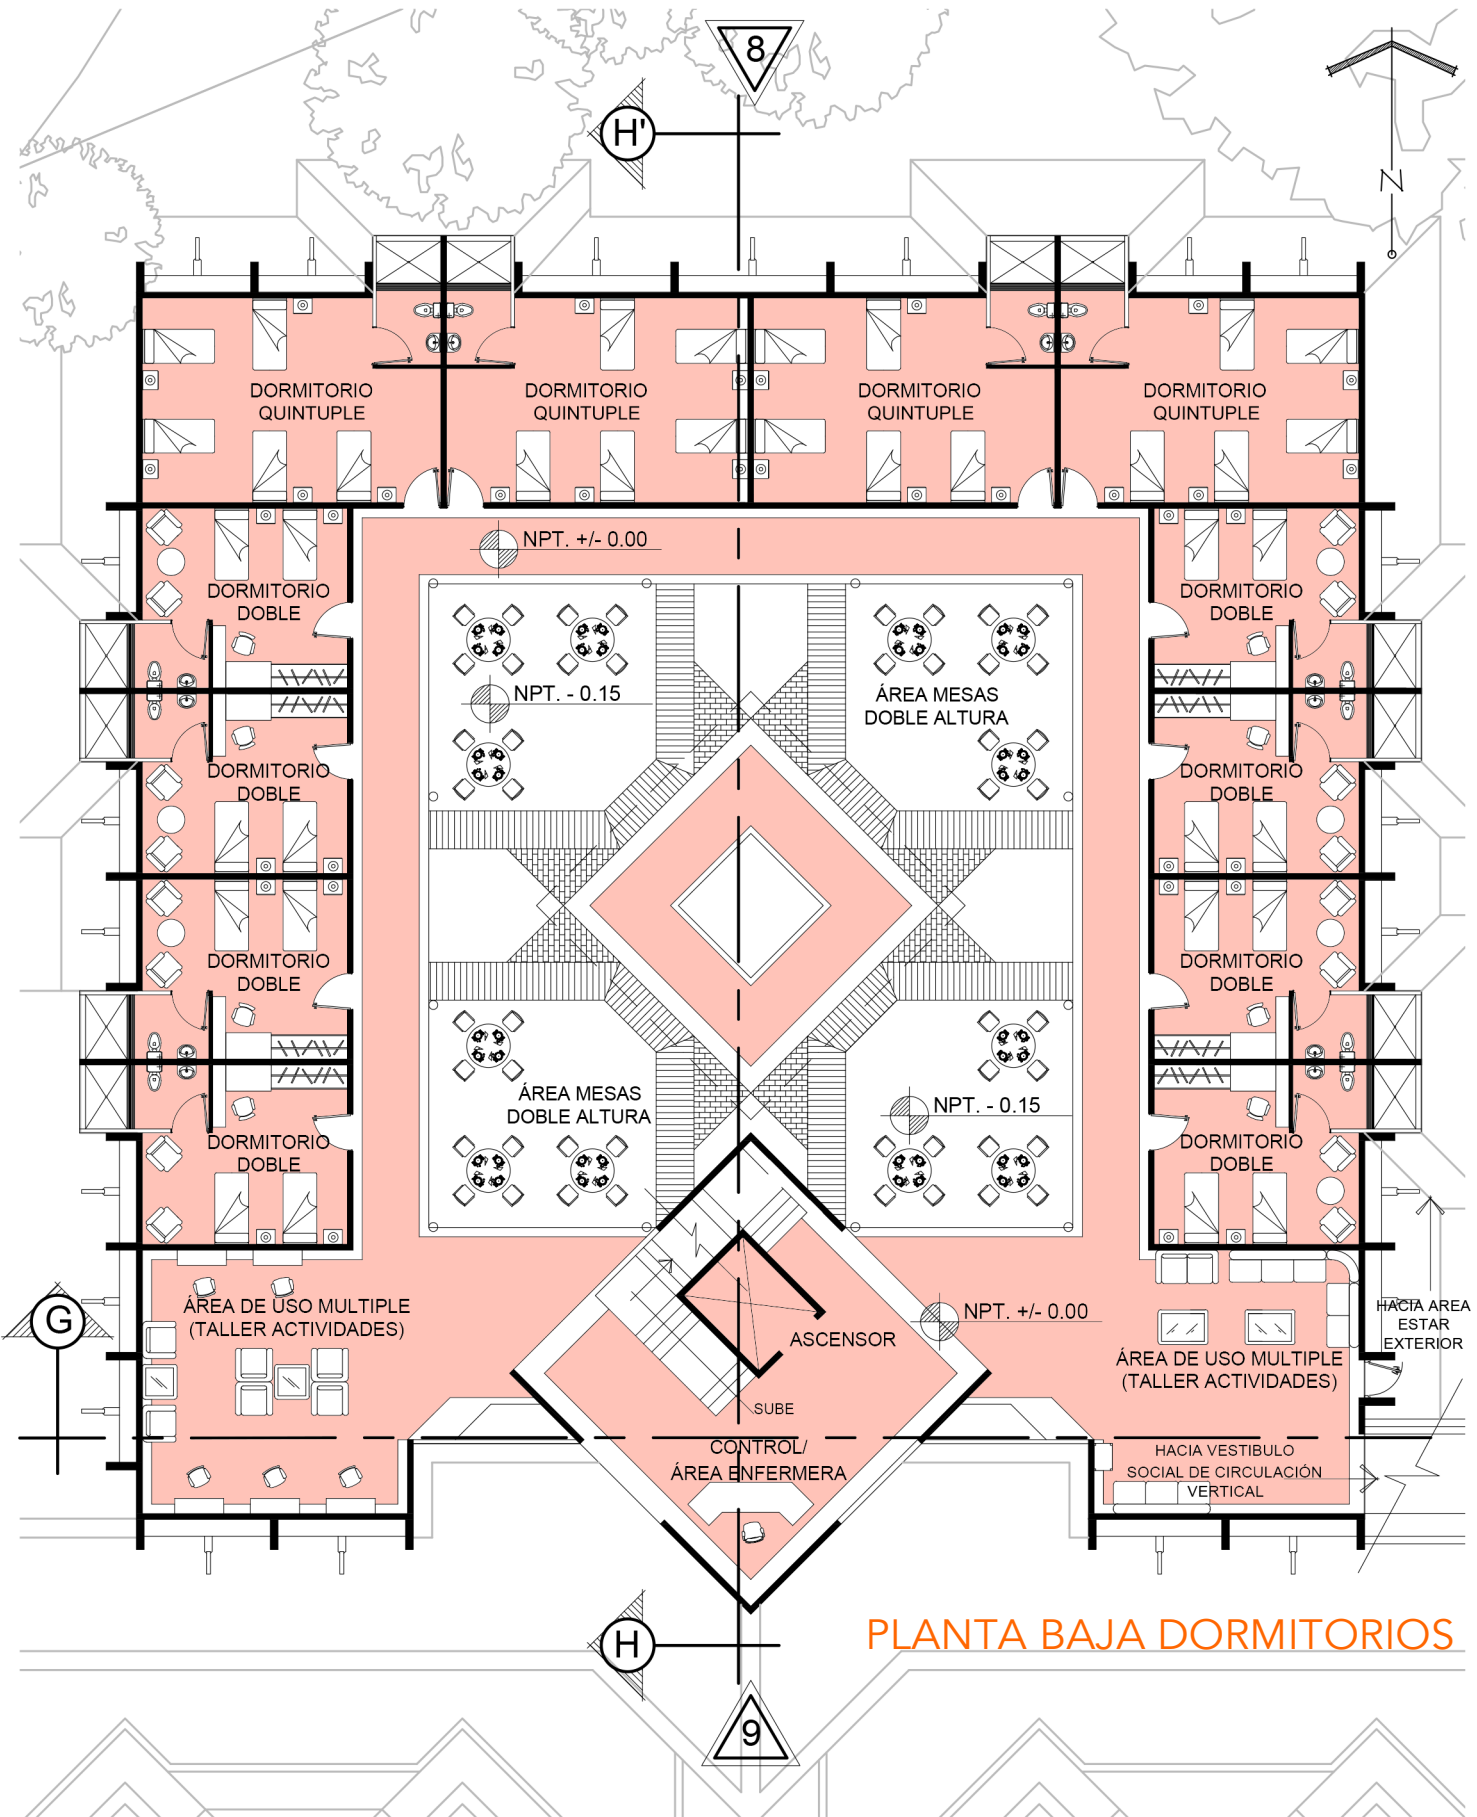 8
H'
N
DORMITORIO
QUINTUPLE
DORMITORIO
QUINTUPLE
DORMITORIO
QUINTUPLE
DORMITORIO
QUINTUPLE
NPT. +/- 0.00
DORMITORIO
DOBLE
DORMITORIO
DOBLE
NPT. - 0.15
ÁREA MESAS
DOBLE ALTURA
DORMITORIO
DOBLE
DORMITORIO
DOBLE
DORMITORIO
DOBLE
DORMITORIO
DOBLE
ÁREA MESAS
DOBLE ALTURA
NPT. - 0.15
DORMITORIO
DOBLE
DORMITORIO
DOBLE
G
ÁREA DE USO MULTIPLE
(TALLER ACTIVIDADES)
NPT. +/- 0.00
ASCENSOR
HACIA AREA
ESTAR
EXTERIOR
ÁREA DE USO MULTIPLE
(TALLER ACTIVIDADES)
SUBE
CONTROL/
ÁREA ENFERMERA
HACIA VESTIBULO
SOCIAL DE CIRCULACIÓN
VERTICAL
H
PLANTA BAJA DORMITORIOS
9